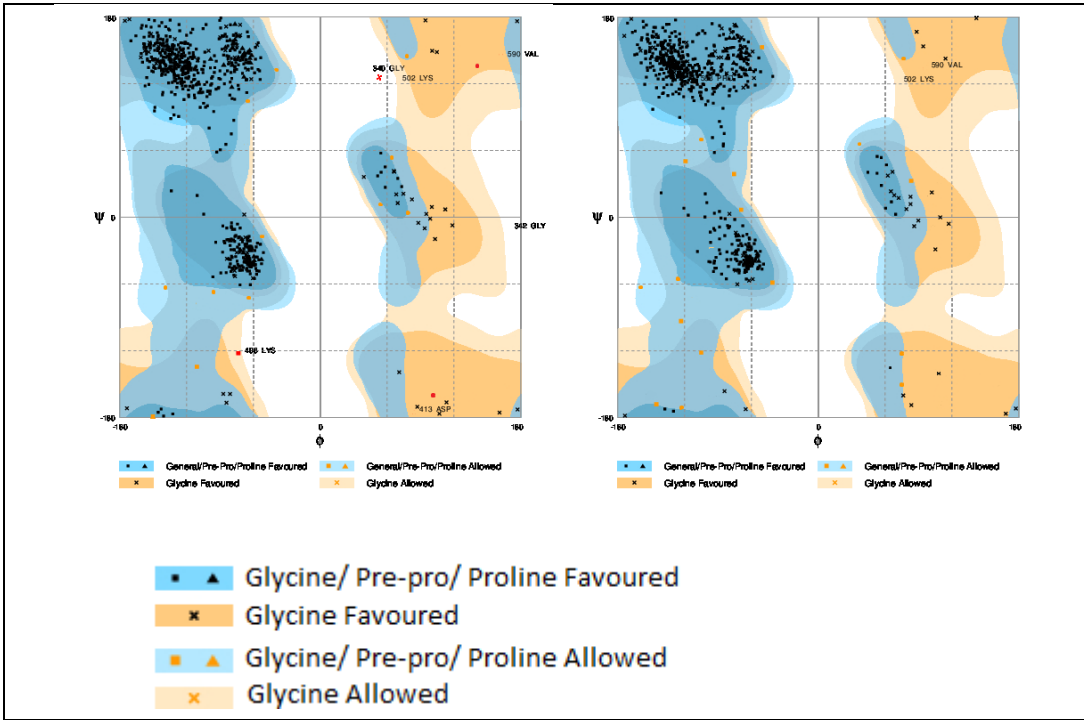 180
180
590 VAL
340 GLY
502 LYS
590 VAL
502 LYS
Ψ 0
342 GLY
Ψ 0
LYS
413 ASP
-180
-180
-180 0 180
-180 0 180
Φ
Φ
General/Pre-Pro/Proline Favoured General/Pre-Pro/Proline Allowed
Glycine Favoured Glycine Allowed
General/Pre-Pro/Proline Favoured General/Pre-Pro/Proline Allowed
Glycine Favoured Glycine Allowed
Glycine/ Pre-pro/ Proline Favoured
Glycine Favoured
Glycine/ Pre-pro/ Proline Allowed
Glycine Allowed